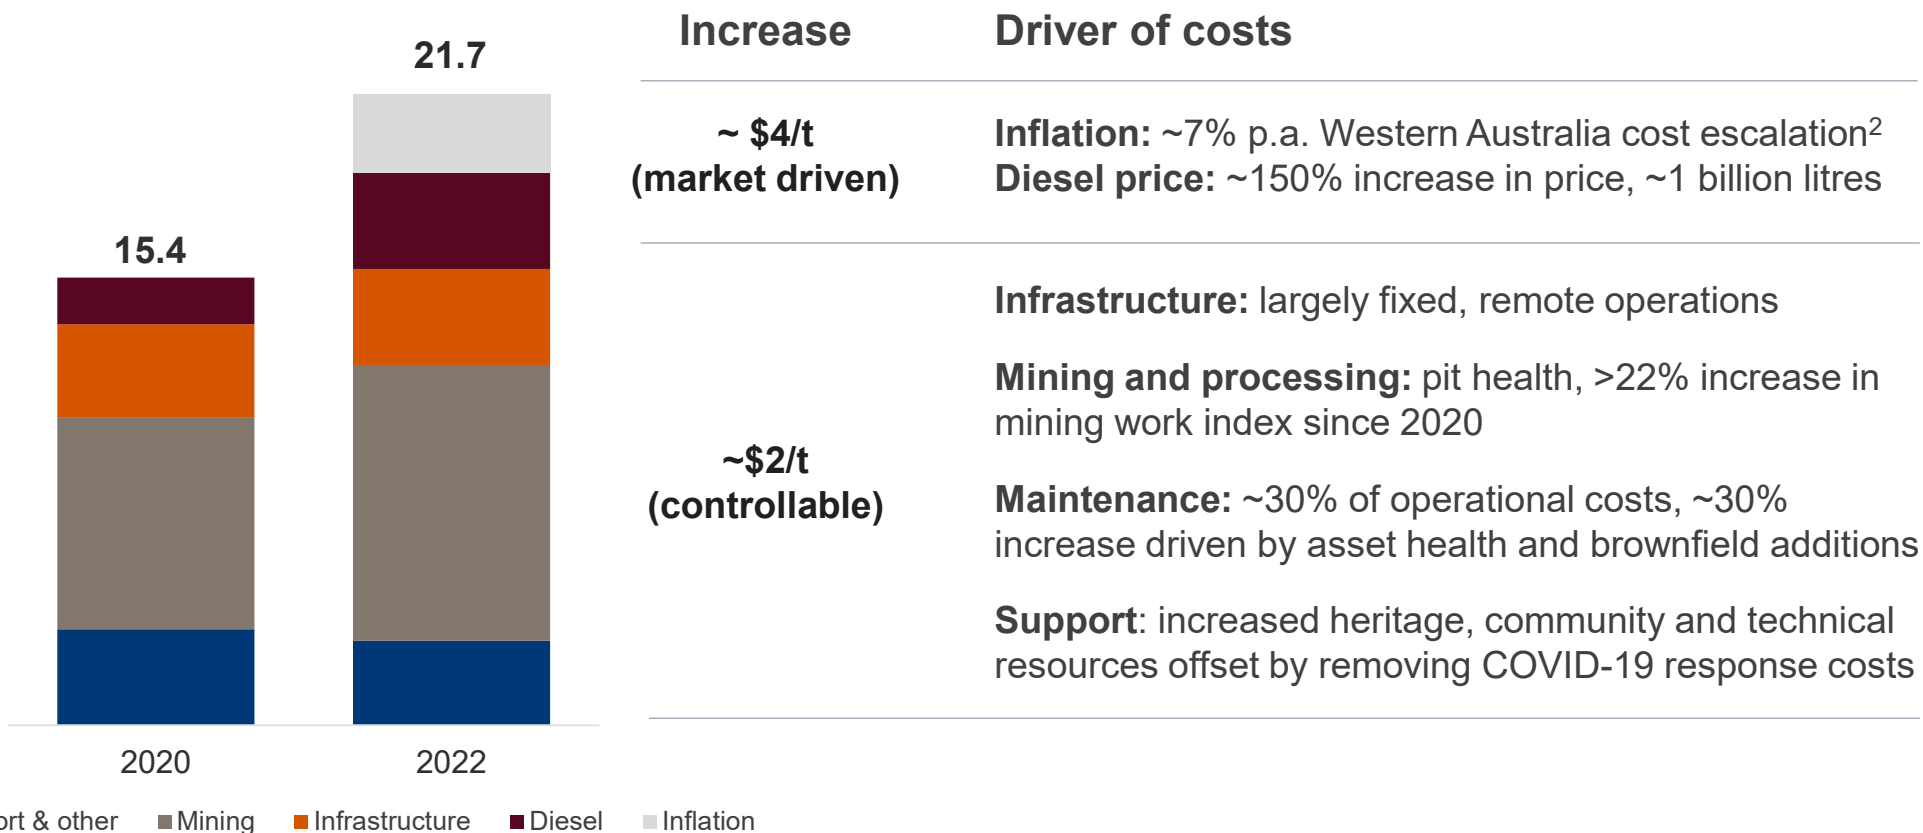 Increase
Driver of costs
21.7
15.4
~ $4/t
(market driven)
Inflation: ~7% p.a. Western Australia cost escalation²
Diesel price: ~150% increase in price, ~1 billion litres
~$2/t
(controllable)
Infrastructure: largely fixed, remote operations
Mining and processing: pit health, >22% increase in
mining work index since 2020
Maintenance: ~30% of operational costs, ~30%
increase driven by asset health and brownfield additions
Support: increased heritage, community and technical
resources offset by removing COVID-19 response costs
2020
2022
ort & other
Mining
Infrastructure
Diesel
Inflation